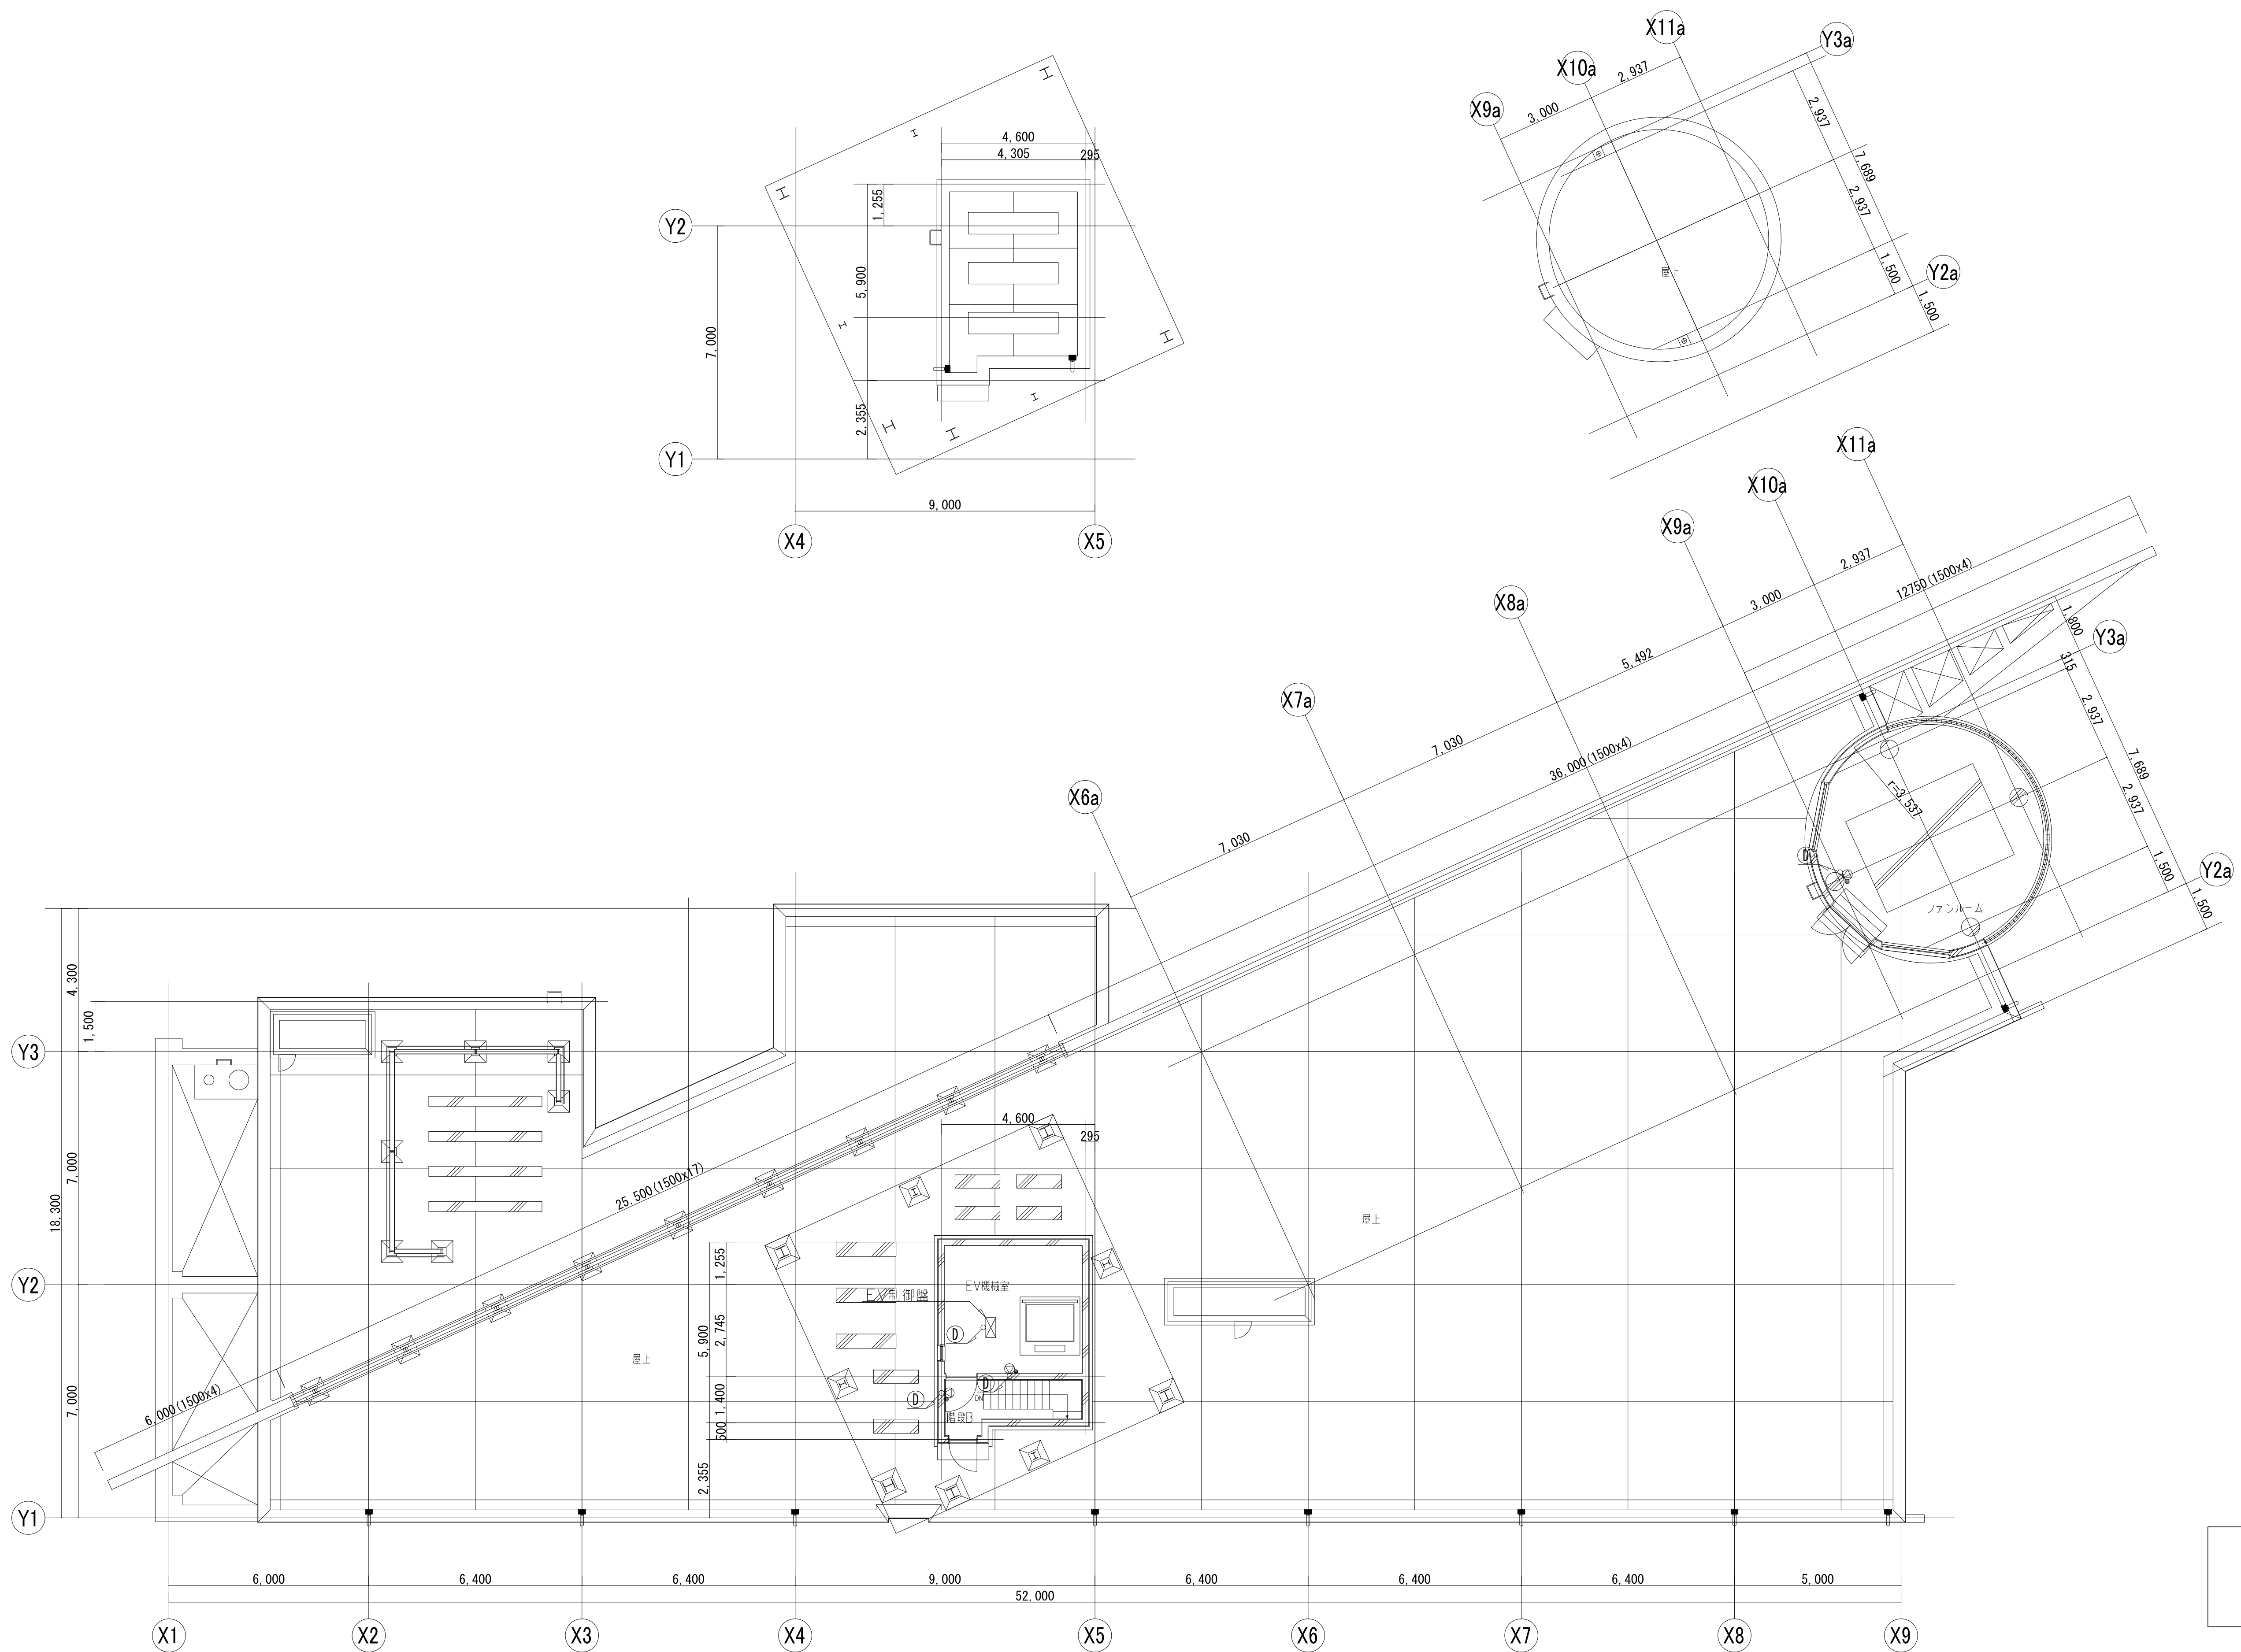 X11a
Y3a
X10a
2,937
X9a
3,000
2,937
7,689
2,937
1,500
Y2a
1,500
屋上
4,600
4,305
295
1,255
Y2
5,900
7,000
2,355
Y1
9,000
X4
X5
X11a
X10a
X9a
2,937
12750(1500x4)
3,000
X8a
1,800
Y3a
5,492
315
2,937
X7a
7,030
36,000(1500x4)
7,689
r=3,537
2,937
X6a
7,030
D
1,500
Y2a
1,500
ファンルーム
4,300
1,500
Y3
4,600
295
7,000
25,500(1500x17)
18,300
屋上
1,255
Y2
EV機械室
EV制御盤
D
5,900
2,745
屋上
D
DN
D
1,400
階段B
7,000
6,000(1500x4)
500
2,355
Y1
6,000
6,400
6,400
9,000
6,400
6,400
6,400
5,000
52,000
X1
X2
X3
X4
X5
X6
X7
X8
X9